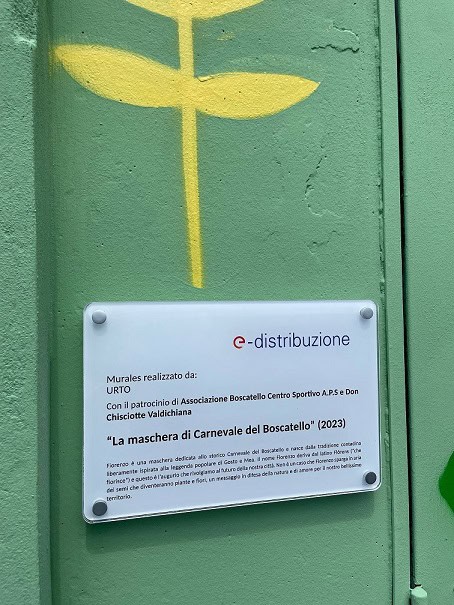 e-distribuzione
Murales realizzato da:
URTO
Con il patrocinio di Associazione Boscatello Centro Sportivo A.P.S e Don
Chisciotte Valdichiana
“La maschera di Carnevale del Boscatello” (2023)
Fiorenzo è una maschera dedicata allo storico Carnevale del Boscatello e nasce dalla tradizione contadina
liberamente ispirata alla leggenda popolare di Gosto e Mea. Il nome Fiorenzo deriva dal latino Flōrens (“che
fiorisce”) e questo è l'augurio che rivolgiamo al futuro della nostra città. Non è un caso che Fiorenzo sparga in aria
dei semi che diventeranno piante e fiori, un messaggio in difesa della natura e di amore per il nostro bellissimo
territorio.